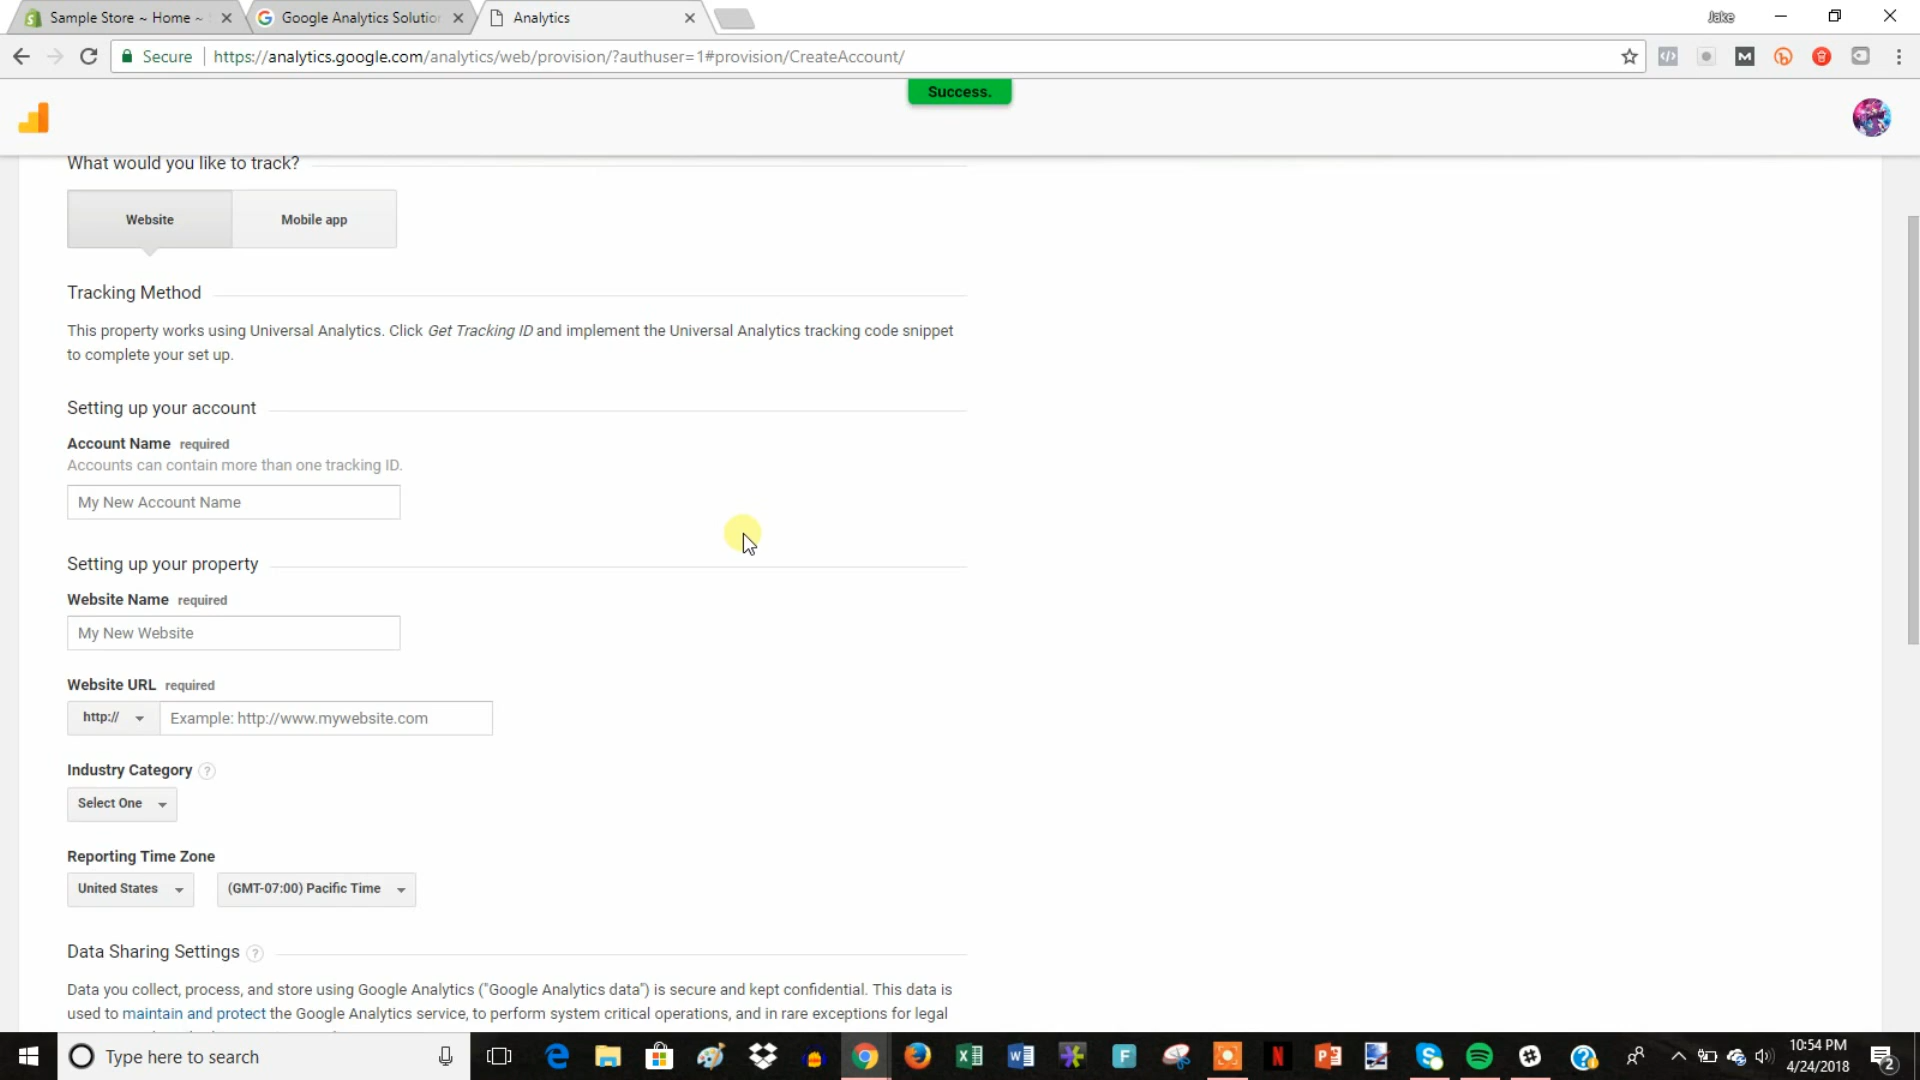 Sample Store ~ Home ~
Google Analytics Solution
Analytics
Jake
Secure
https://analytics.google.com/analytics/web/provision/?authuser=1#provision/CreateAccount/
Success.
What would you like to track?
Website
Mobile app
Tracking Method
This property works using Universal Analytics. Click Get Tracking ID and implement the Universal Analytics tracking code snippet
to complete your set up.
Setting up your account
Account Name required
Accounts can contain more than one tracking ID.
My New Account Name
Setting up your property
Website Name required
My New Website
Website URL required
http://
Example: http://www.mywebsite.com
Industry Category ?
Select One
Reporting Time Zone
United States
(GMT-07:00) Pacific Time
Data Sharing Settings ?
Data you collect, process, and store using Google Analytics ("Google Analytics data") is secure and kept confidential. This data is
used to maintain and protect the Google Analytics service, to perform system critical operations, and in rare exceptions for legal
Type here to search
10:54 PM
4/24/2018
2